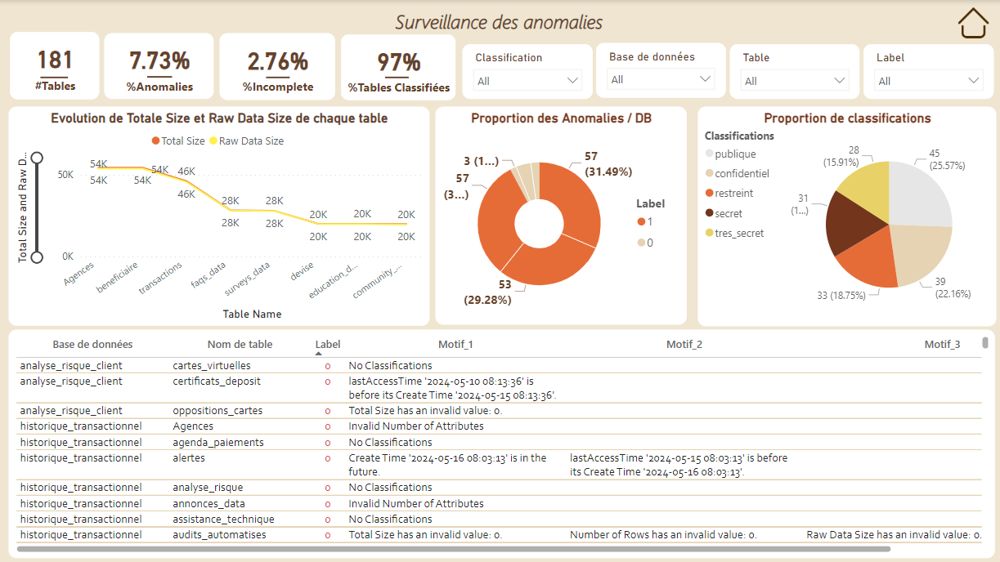 Surveillance des anomalies
181
#Tables
7.73%
%Anomalies
2.76%
%Incomplete
97%
%Tables Classifiées
Classification
All
Base de données
All
Table
All
Label
All
Evolution de Totale Size et Raw Data Size de chaque table
Total Size Raw Data Size
Total Size and Raw D...
50K
0K
54K
54K
54K
54K
46K
46K
28K
28K
28K
28K
20K
20K
20K
20K
20K
20K
Agences
beneficiaire
transactions
faqs_data
surveys_data
devise
education_d...
community_...
Table Name
Proportion des Anomalies / DB
3 (1...)
57
(3...)
57
(31.49%)
53
(29.28%)
Label
1
0
Proportion de classifications
Classifications
publique
confidentiel
restreint
secret
tres_secret
28
(15.91%)
45
(25.57%)
31
(1...)
33 (18.75%)
39
(22.16%)
Base de données Nom de table Label Motif_1 Motif_2 Motif_3
analyse_risque_client cartes_virtuelles 0 No Classifications
analyse_risque_client certificats_deposit 0 lastAccessTime '2024-05-10 08:13:36' is
before its Create Time '2024-05-15 08:13:36'.
analyse_risque_client oppositions_cartes 0 Total Size has an invalid value: 0.
historique_transactionnel Agences 0 Invalid Number of Attributes
historique_transactionnel agenda_paiements 0 No Classifications
historique_transactionnel alertes 0 Create Time '2024-05-16 08:03:13' is in the lastAccessTime '2024-05-15 08:03:13' is before
future. its Create Time '2024-05-16 08:03:13'.
historique_transactionnel analyse_risque 0 No Classifications
historique_transactionnel annonces_data 0 Invalid Number of Attributes
historique_transactionnel assistance_technique 0 No Classifications
historique_transactionnel audits_automatises 0 Total Size has an invalid value: 0. Number of Rows has an invalid value: 0. Raw Data Size has an invalid value: 0.